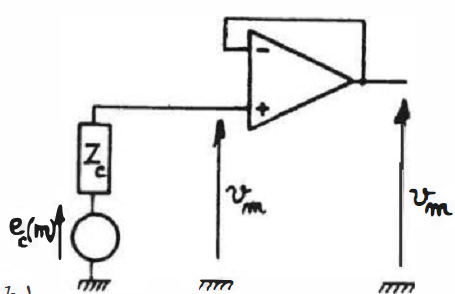 −
+
Z_c
v_m
v_m
e_c(m)